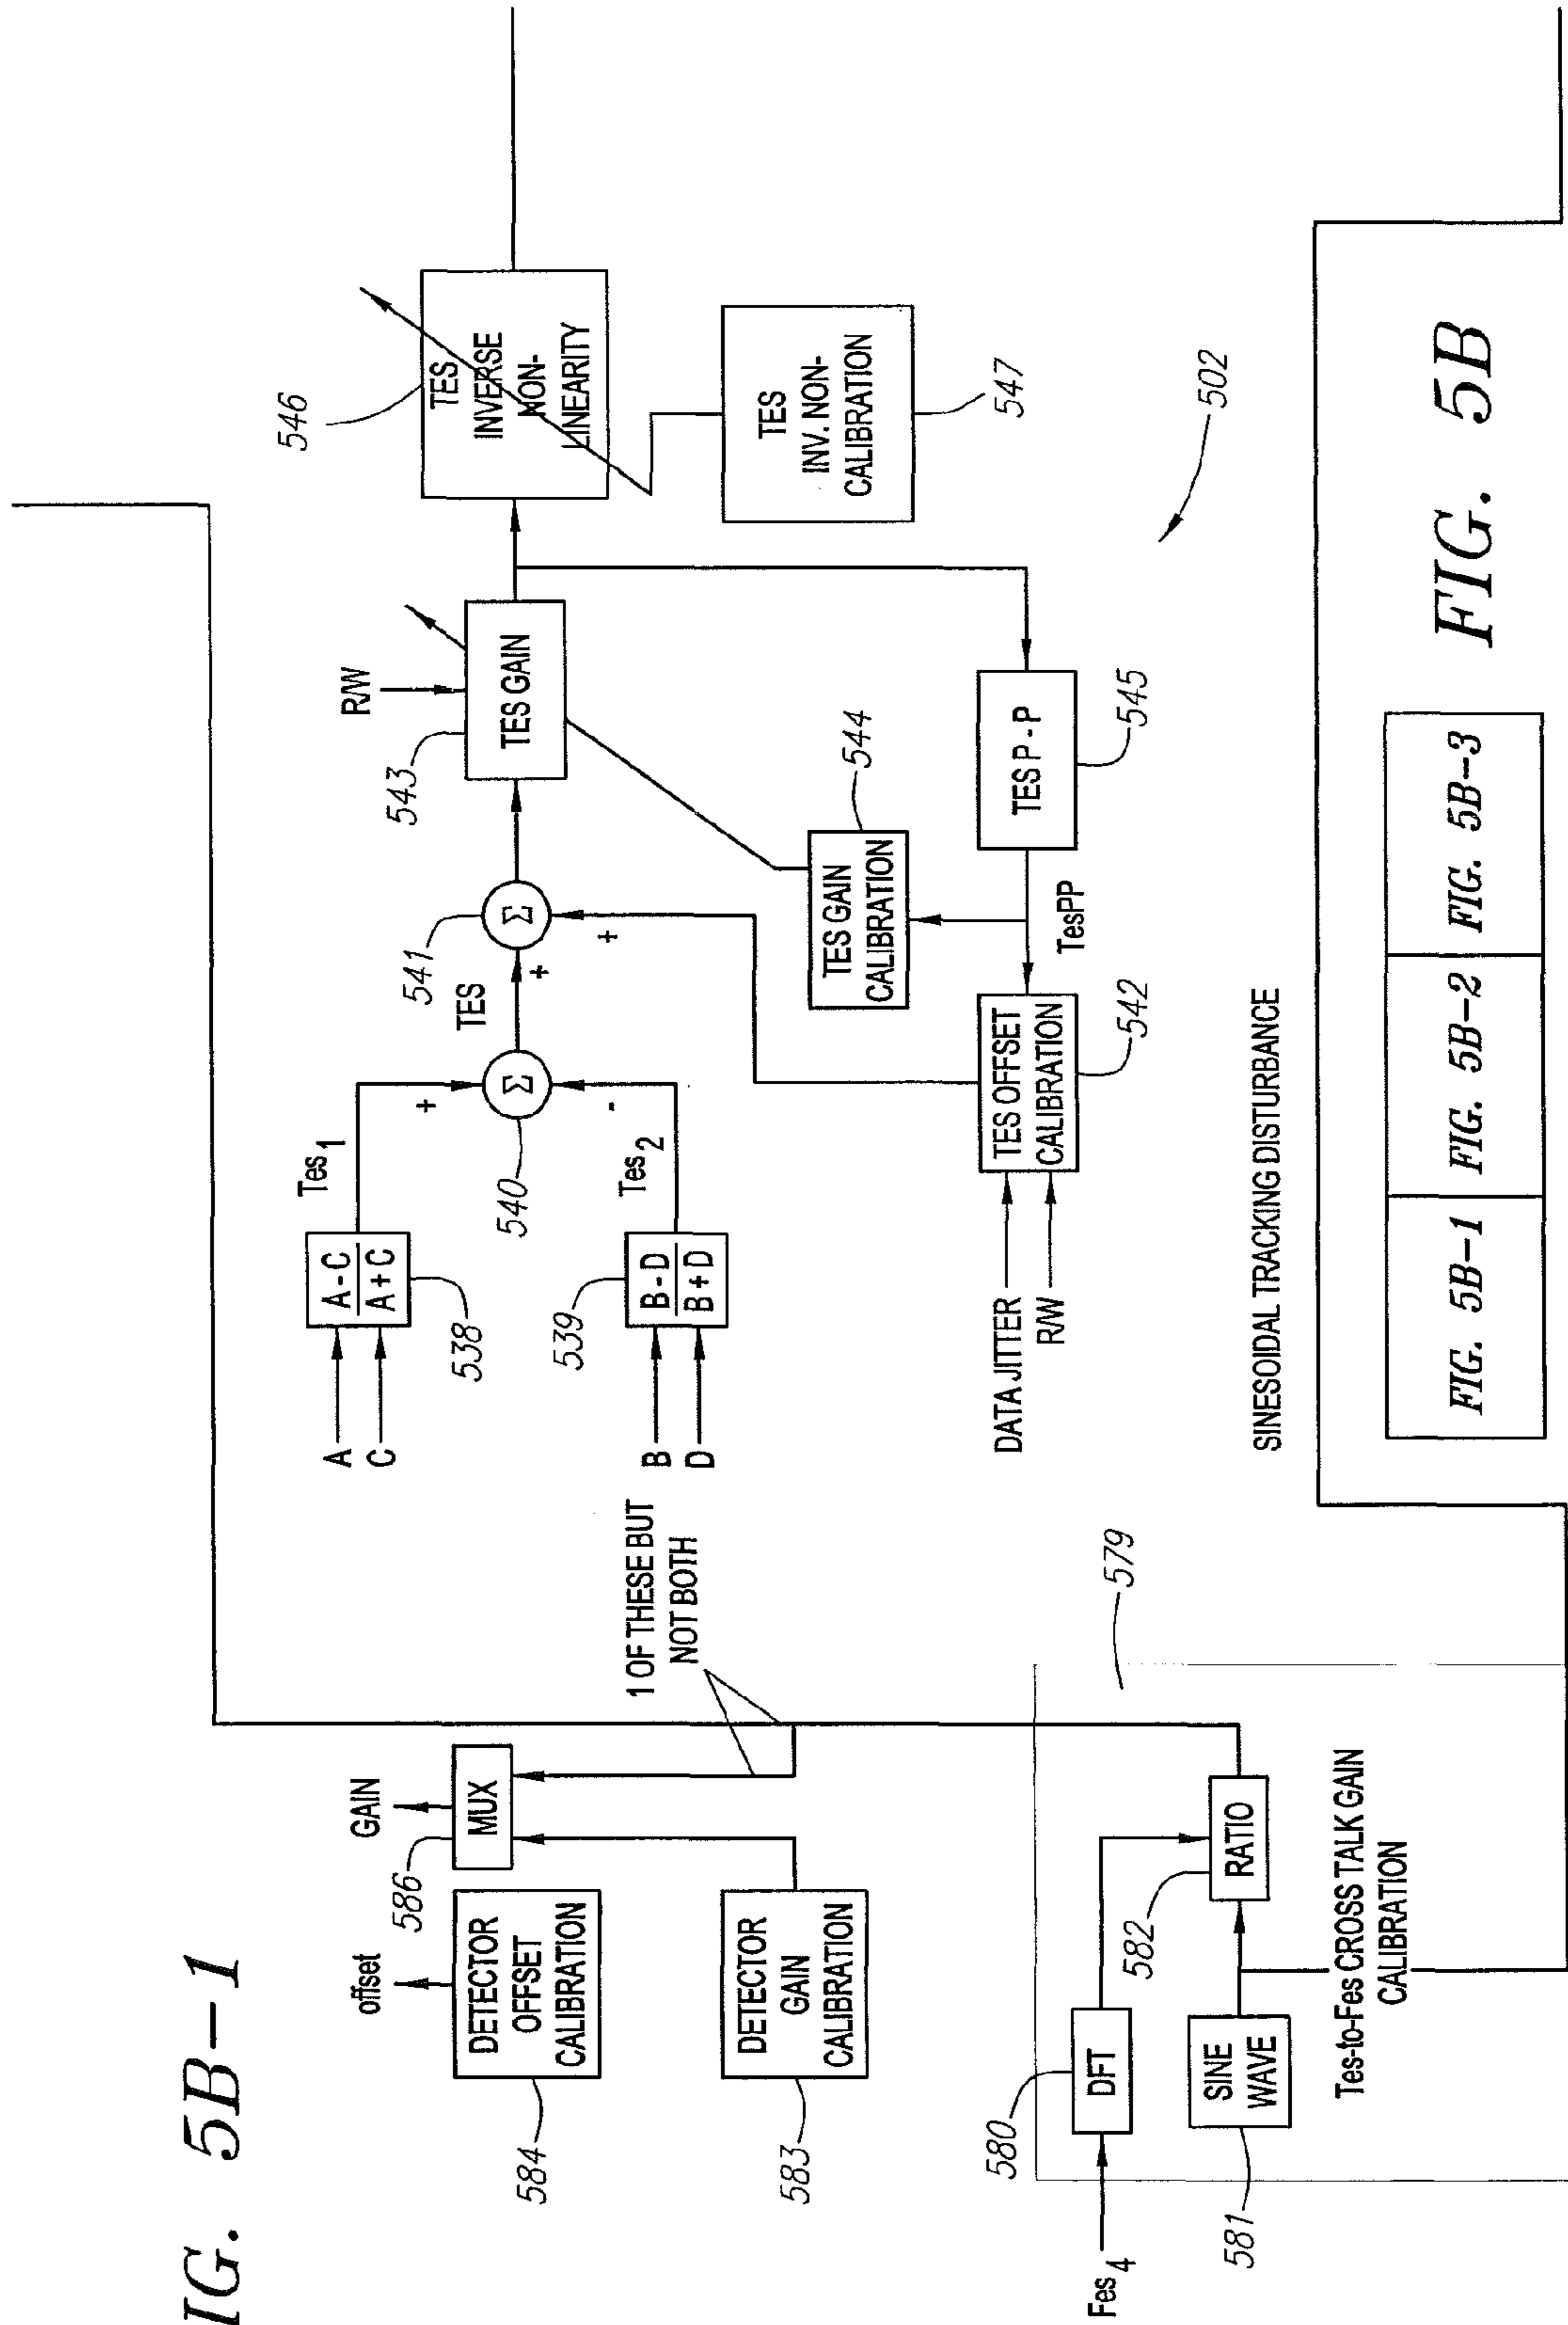 IG. 5B-1
offset
GAIN
586
MUX
DETECTOR
OFFSET
CALIBRATION
584
DETECTOR
GAIN
CALIBRATION
583
1 OF THESE BUT
NOT BOTH
579
580
DFT
Fes4
582
RATIO
SINE
WAVE
581
Tes-to-Fes CROSS TALK GAIN
CALIBRATION
A
C
A - C
A + C
538
Tes1
B
D
B - D
B + D
539
Tes2
+
-
Σ
540
TES
+
+
Σ
541
R/W
543
TES GAIN
544
TES GAIN
CALIBRATION
TES P - P
545
TesPP
TES OFFSET
CALIBRATION
542
DATA JITTER
R/W
546
TES
INVERSE
NON-
LINEARITY
TES
INV. NON-
CALIBRATION
547
502
SINESOIDAL TRACKING DISTURBANCE
FIG. 5B-1
FIG. 5B-2
FIG. 5B-3
FIG. 5B